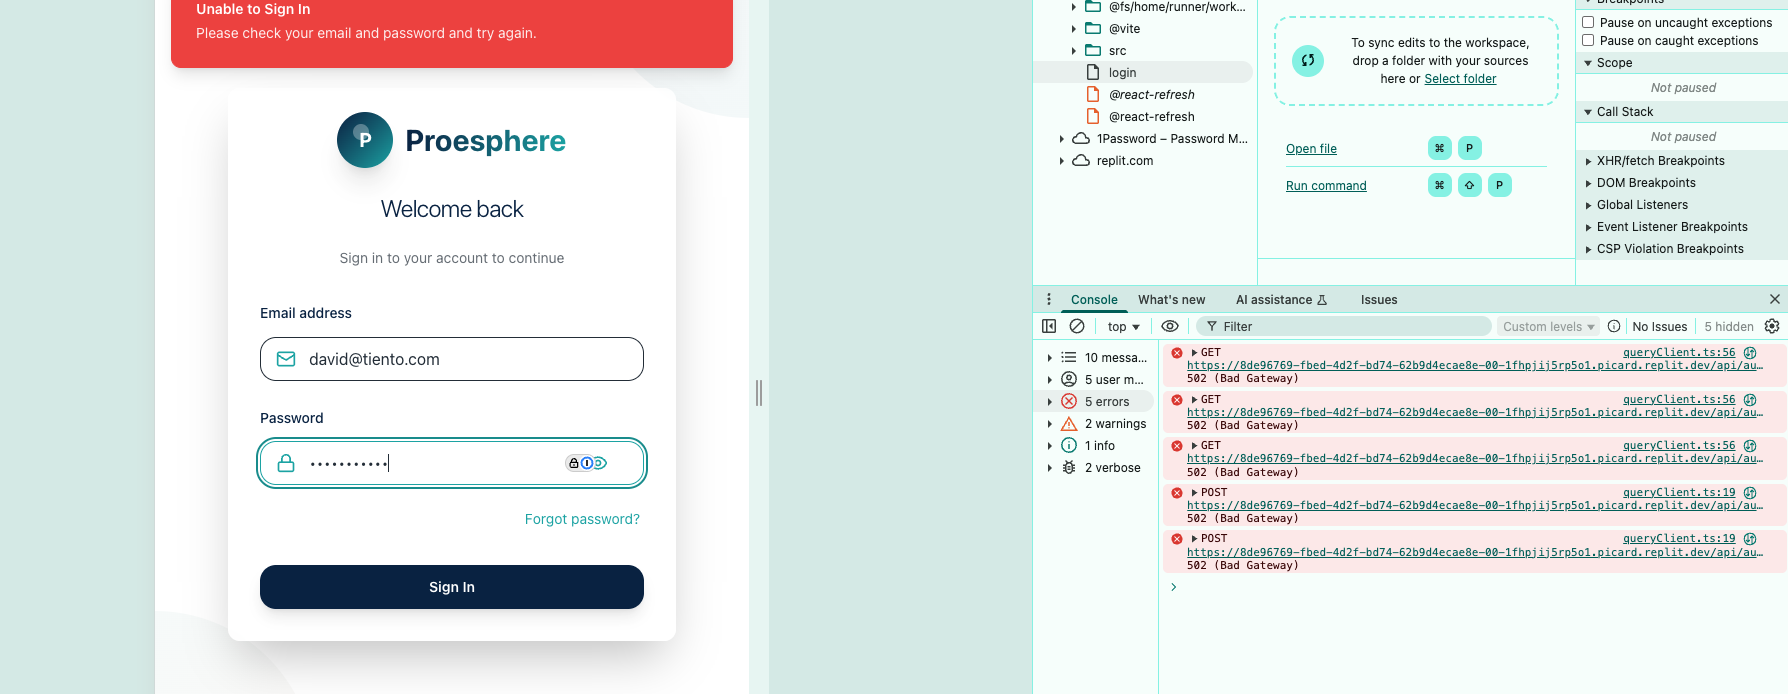 Unable to Sign In
Please check your email and password and try again.
P
Proesphere
Welcome back
Sign in to your account to continue
Email address
david@tiento.com
Password
•••••••••••
Forgot password?
Sign In
@fs/home/runner/work...
@vite
src
login
@react-refresh
@react-refresh
1Password – Password M...
replit.com
To sync edits to the workspace,
drop a folder with your sources
here or Select folder
Open file
⌘ P
Run command
⌘ ⇧ P
Breakpoints
Pause on uncaught exceptions
Pause on caught exceptions
Scope
Not paused
Call Stack
Not paused
XHR/fetch Breakpoints
DOM Breakpoints
Global Listeners
Event Listener Breakpoints
CSP Violation Breakpoints
Console What's new AI assistance Issues
top Filter Custom levels No Issues 5 hidden
10 messa...
5 user m...
5 errors
2 warnings
1 info
2 verbose
GET queryClient.ts:56
https://8de96769-fbed-4d2f-bd74-62b9d4ecae8e-00-1fhpjij5rp5o1.picard.replit.dev/api/au…
502 (Bad Gateway)
GET queryClient.ts:56
https://8de96769-fbed-4d2f-bd74-62b9d4ecae8e-00-1fhpjij5rp5o1.picard.replit.dev/api/au…
502 (Bad Gateway)
GET queryClient.ts:56
https://8de96769-fbed-4d2f-bd74-62b9d4ecae8e-00-1fhpjij5rp5o1.picard.replit.dev/api/au…
502 (Bad Gateway)
POST queryClient.ts:19
https://8de96769-fbed-4d2f-bd74-62b9d4ecae8e-00-1fhpjij5rp5o1.picard.replit.dev/api/au…
502 (Bad Gateway)
POST queryClient.ts:19
https://8de96769-fbed-4d2f-bd74-62b9d4ecae8e-00-1fhpjij5rp5o1.picard.replit.dev/api/au…
502 (Bad Gateway)